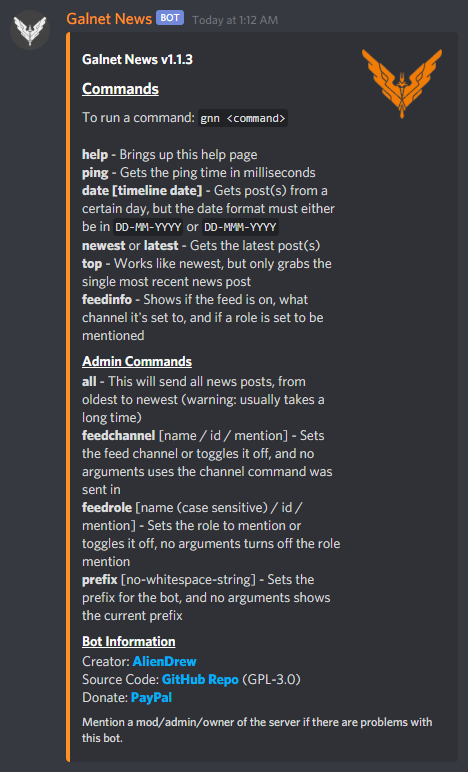 Galnet News BOT Today at 1:12 AM
Galnet News v1.1.3
Commands
To run a command: gnn <command>
help - Brings up this help page
ping - Gets the ping time in milliseconds
date [timeline date] - Gets post(s) from a
certain day, but the date format must either
be in DD-MM-YYYY or DD-MMM-YYYY
newest or latest - Gets the latest post(s)
top - Works like newest, but only grabs the
single most recent news post
feedinfo - Shows if the feed is on, what
channel it's set to, and if a role is set to be
mentioned
Admin Commands
all - This will send all news posts, from
oldest to newest (warning: usually takes a
long time)
feedchannel [name / id / mention] - Sets
the feed channel or toggles it off, and no
arguments uses the channel command was
sent in
feedrole [name (case sensitive) / id /
mention] - Sets the role to mention or
toggles it off, no arguments turns off the role
mention
prefix [no-whitespace-string] - Sets the
prefix for the bot, and no arguments shows
the current prefix
Bot Information
Creator: AlienDrew
Source Code: GitHub Repo (GPL-3.0)
Donate: PayPal
Mention a mod/admin/owner of the server if there are problems with
this bot.